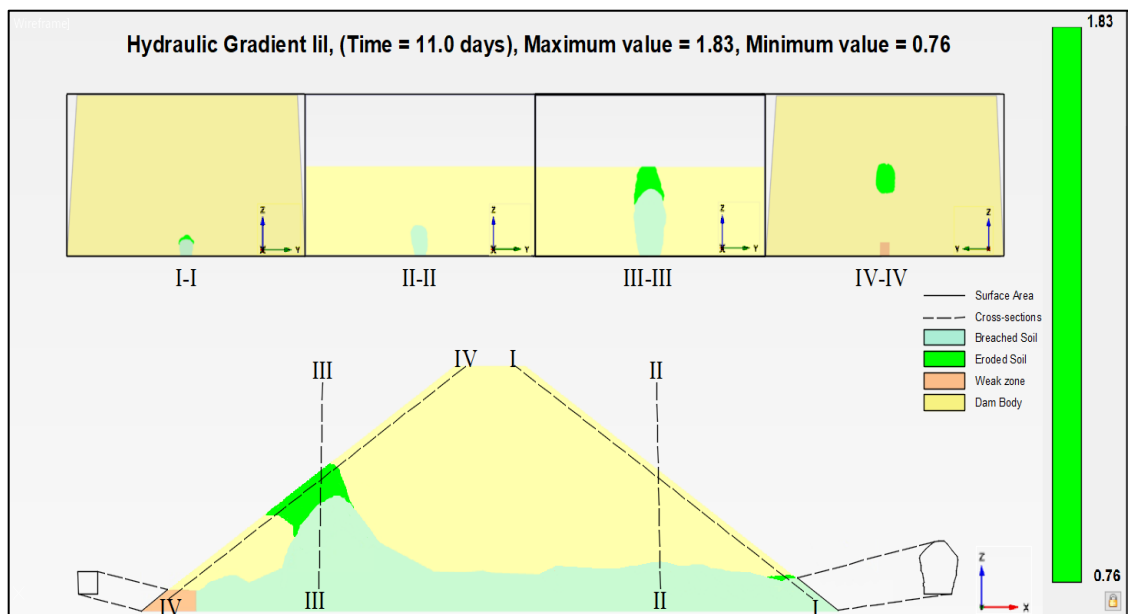 Wireframe
1.83
Hydraulic Gradient IiI, (Time = 11.0 days), Maximum value = 1.83, Minimum value = 0.76
Z
X
Y
Z
X
Y
Z
X
Y
Z
X
Y
I-I
II-II
III-III
IV-IV
Surface Area
Cross-sections
Breached Soil
Eroded Soil
Weak zone
Dam Body
III
IV
I
II
Z
X
0.76
IV
III
II
I